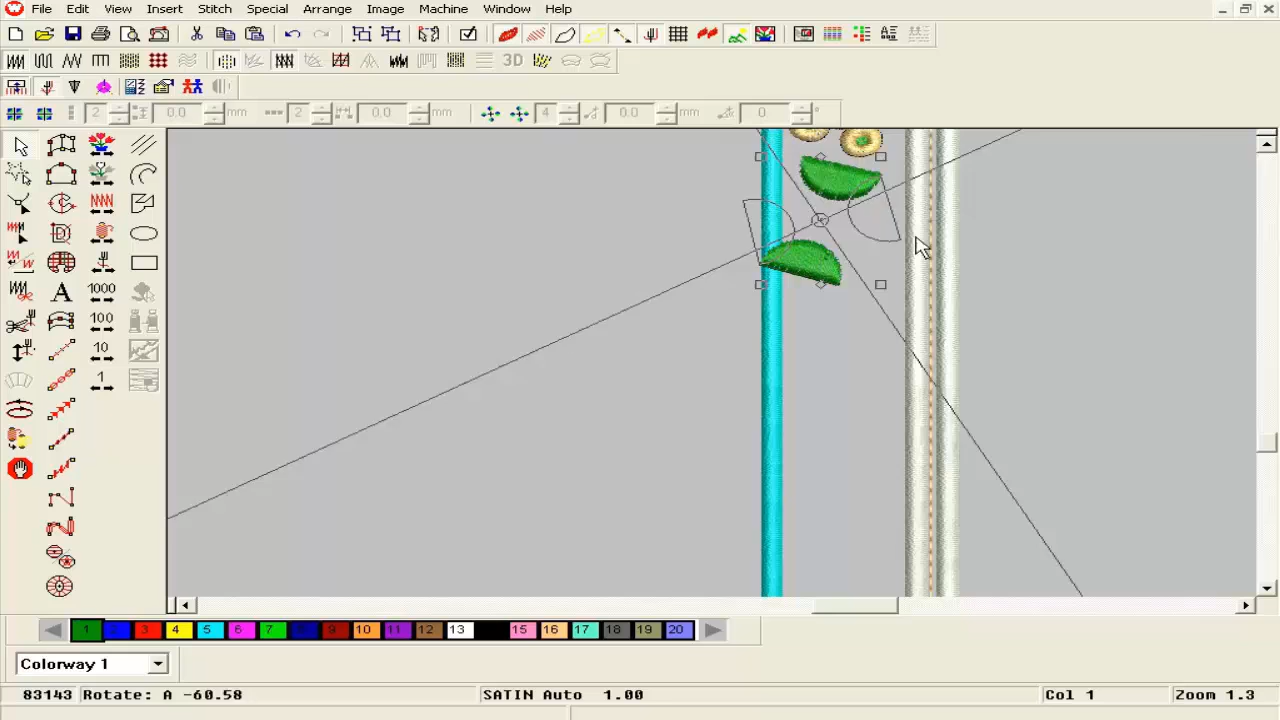 File Edit View Insert Stitch Special Arrange Image Machine Window Help
3D
2 0.0 mm 2 0.0 mm 4 0.0 mm 0 °
A 1000
100
10
1
1 2 3 4 5 6 7 9 10 11 12 13 15 16 17 18 19 20
Colorway 1
83143 Rotate: A -60.58 SATIN Auto 1.00 Col 1 Zoom 1.3